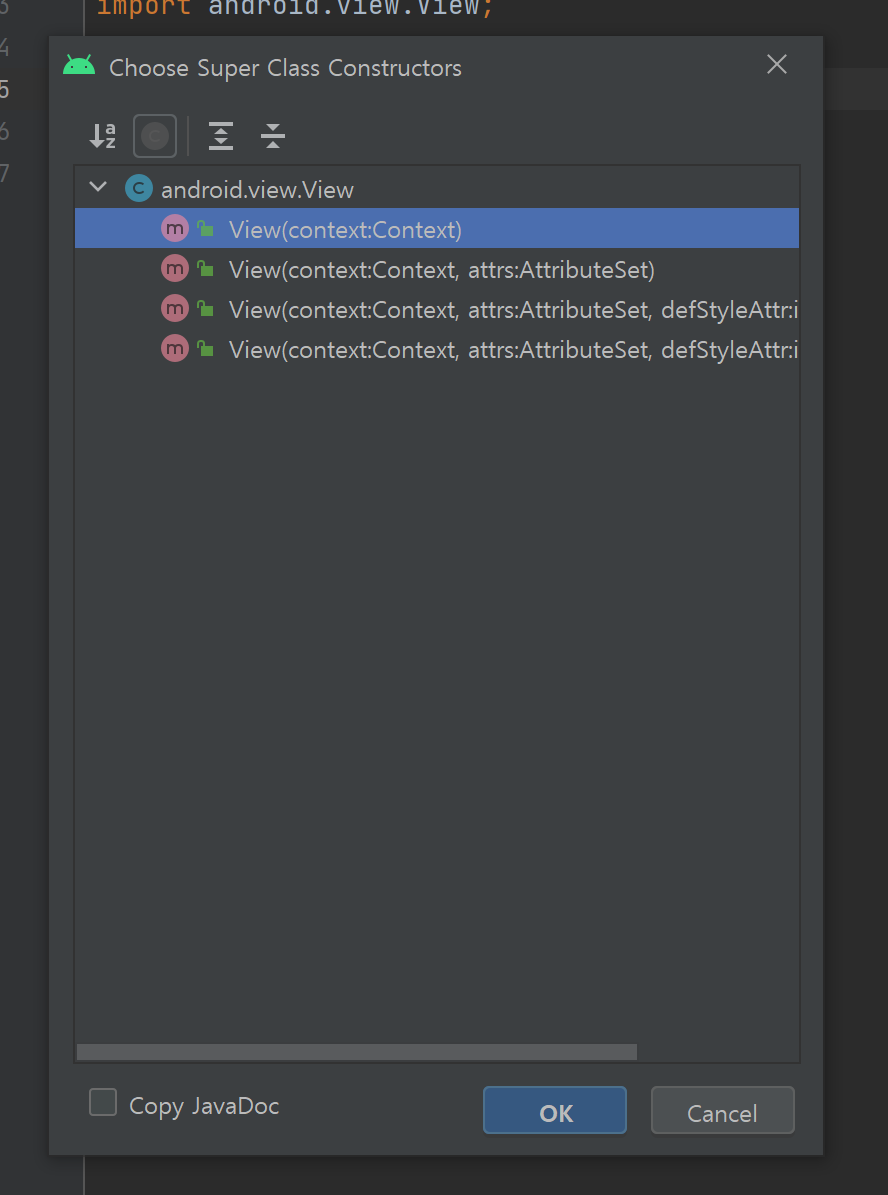 3
import android.view.View;
4
5
6
7
Choose Super Class Constructors
a
z
C
C android.view.View
m View(context:Context)
m View(context:Context, attrs:AttributeSet)
m View(context:Context, attrs:AttributeSet, defStyleAttr:i
m View(context:Context, attrs:AttributeSet, defStyleAttr:i
Copy JavaDoc
OK
Cancel